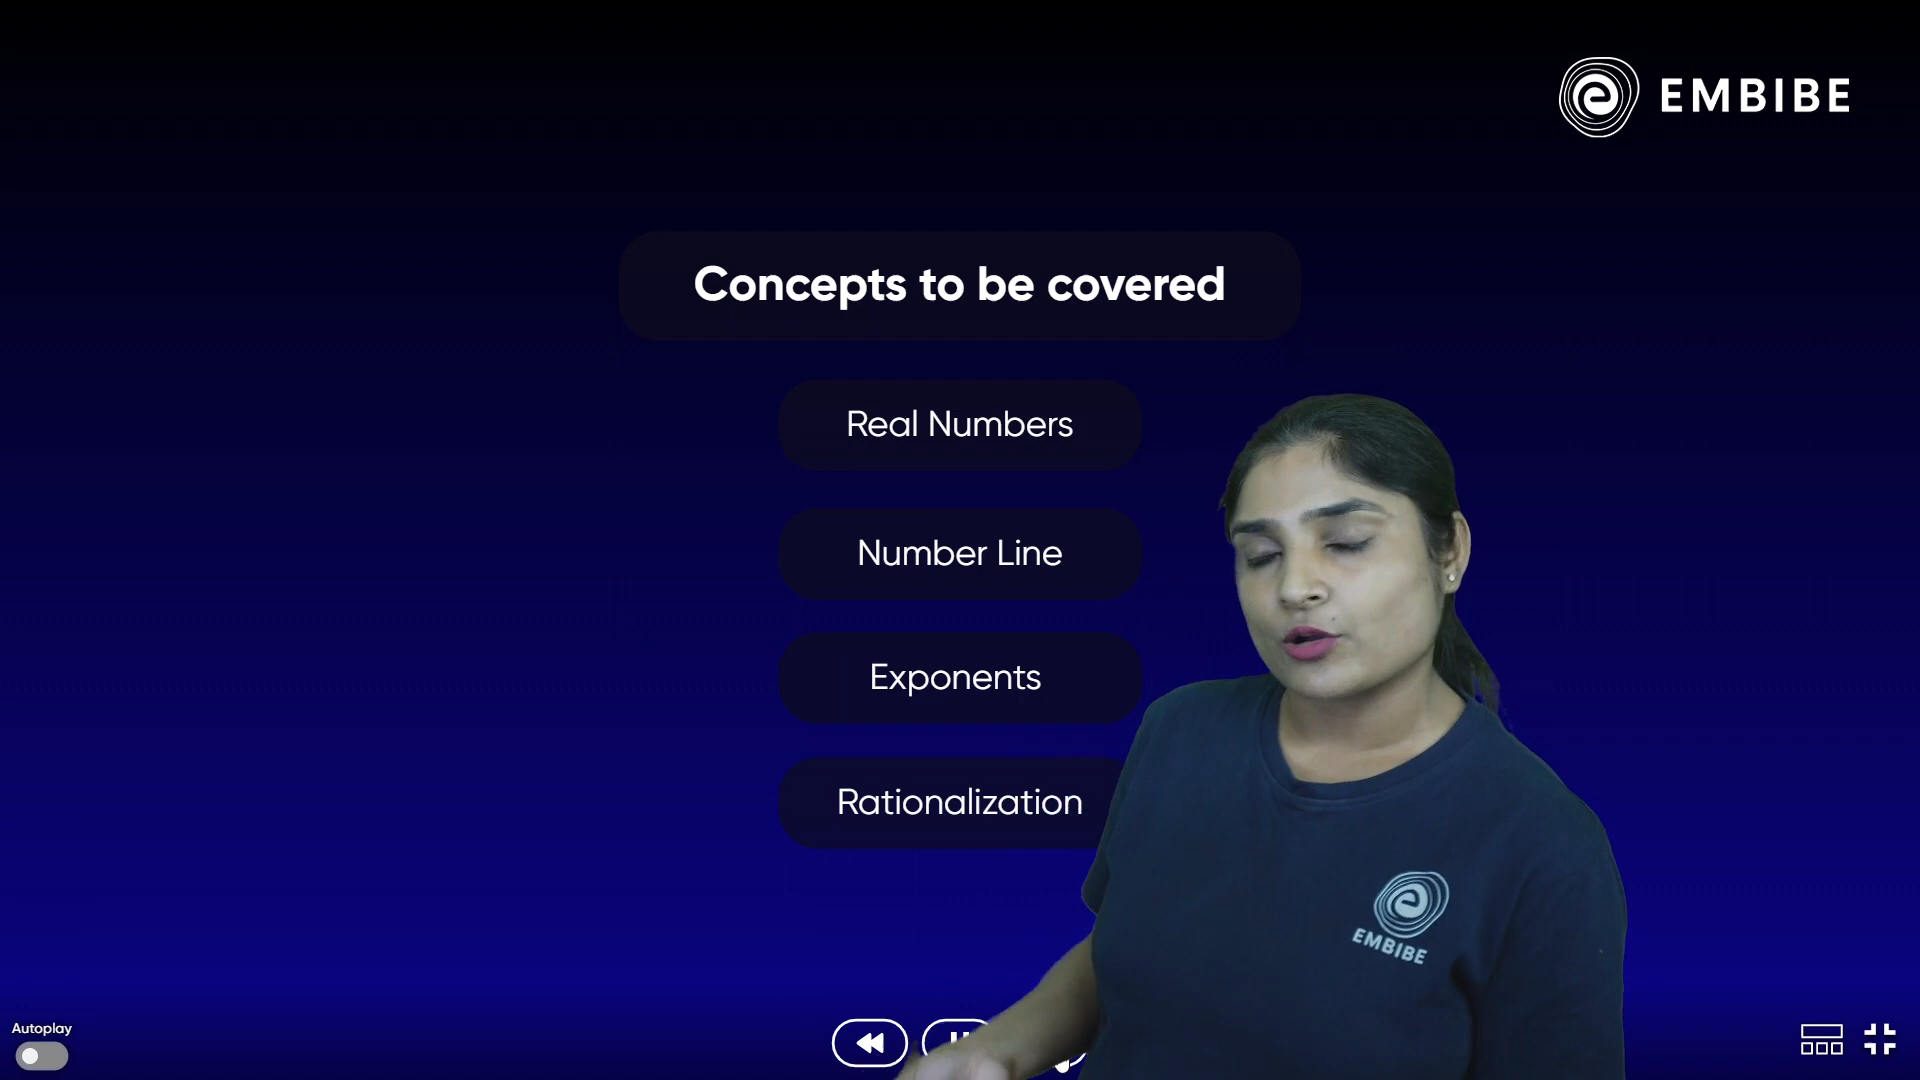 EMBIBE
Concepts to be covered
Real Numbers
Number Line
Exponents
Rationalization
EMBIBE
Autoplay